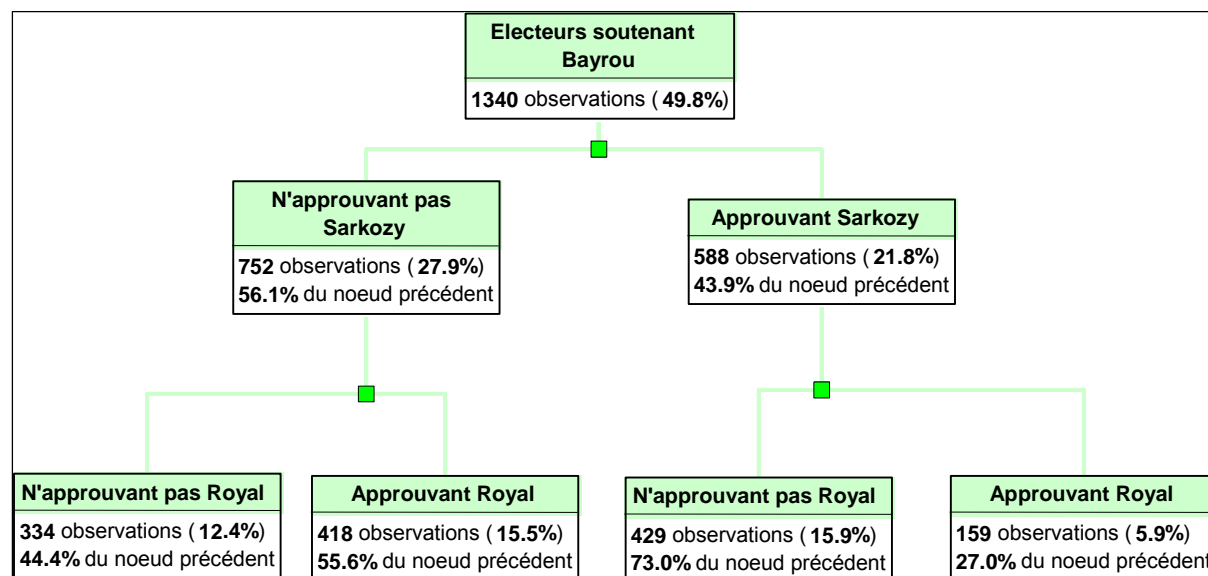 Electeurs soutenant
Bayrou
1340 observations ( 49.8%)
N'approuvant pas
Sarkozy
752 observations ( 27.9%)
56.1% du noeud précédent
Approuvant Sarkozy
588 observations ( 21.8%)
43.9% du noeud précédent
N'approuvant pas Royal
334 observations ( 12.4%)
44.4% du noeud précédent
Approuvant Royal
418 observations ( 15.5%)
55.6% du noeud précédent
N'approuvant pas Royal
429 observations ( 15.9%)
73.0% du noeud précédent
Approuvant Royal
159 observations ( 5.9%)
27.0% du noeud précédent